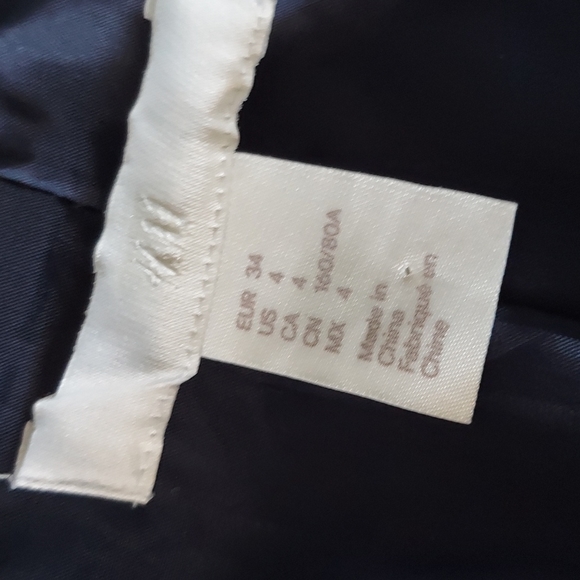 EUR 34
US 4
CA 4
CN 160/80A
MX 4
Made in
China
Fabriqué en
Chine